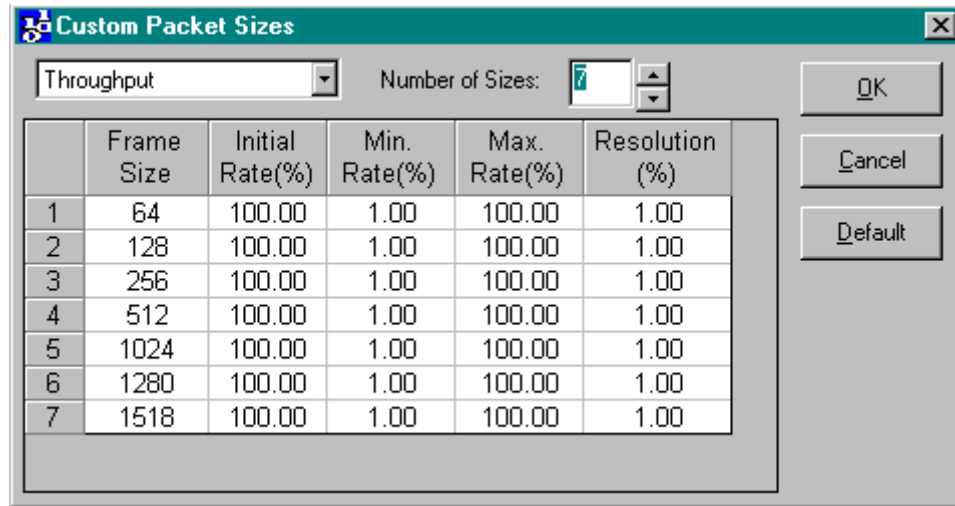 Custom Packet Sizes
Throughput Number of Sizes: 7 OK
Frame Size Initial Rate(%) Min. Rate(%) Max. Rate(%) Resolution (%)
Cancel
1 64 100.00 1.00 100.00 1.00
Default
2 128 100.00 1.00 100.00 1.00
3 256 100.00 1.00 100.00 1.00
4 512 100.00 1.00 100.00 1.00
5 1024 100.00 1.00 100.00 1.00
6 1280 100.00 1.00 100.00 1.00
7 1518 100.00 1.00 100.00 1.00